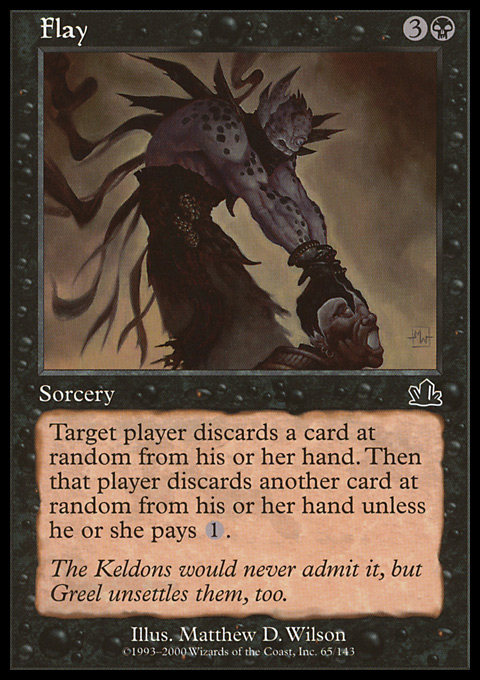 Flay 3
Sorcery
Target player discards a card at
random from his or her hand. Then
that player discards another card at
random from his or her hand unless
he or she pays 1.
The Keldons would never admit it, but
Greel unsettles them, too.
Illus. Matthew D. Wilson
©1993–2000 Wizards of the Coast, Inc. 65/143